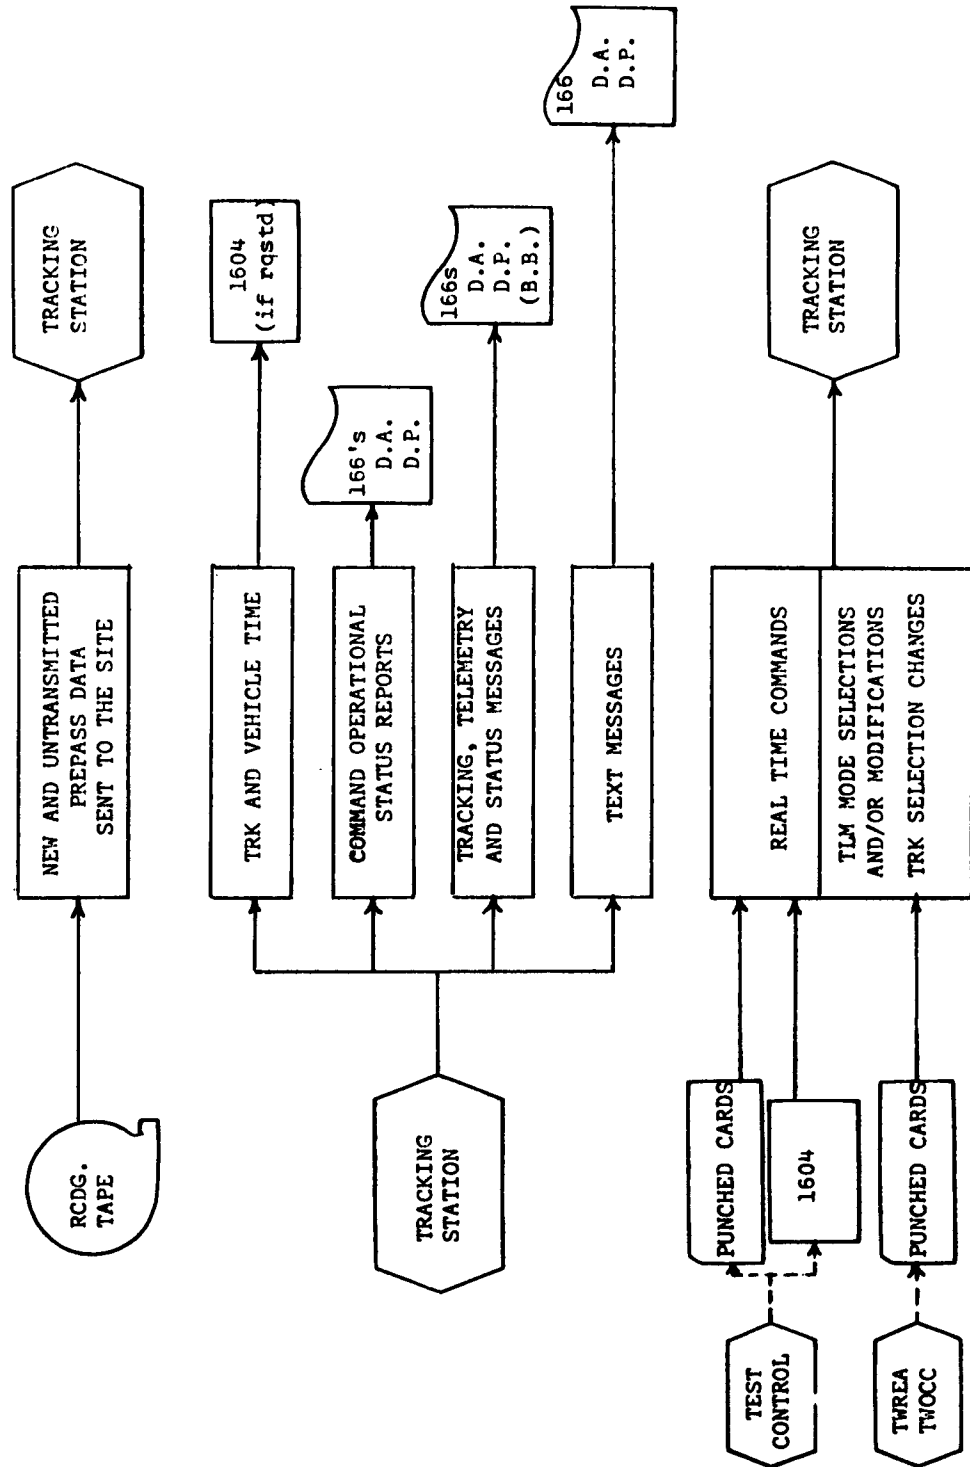 RCDG.
TAPE
NEW AND UNTRANSMITTED
PREPASS DATA
SENT TO THE SITE
TRACKING
STATION
TRACKING
STATION
TRK AND VEHICLE TIME
1604
(if rqstd)
COMMAND OPERATIONAL
STATUS REPORTS
166's
D.A.
D.P.
TRACKING, TELEMETRY
AND STATUS MESSAGES
166s
D.A.
D.P.
(B.B.)
TEXT MESSAGES
166
D.A.
D.P.
TEST
CONTROL
PUNCHED CARDS
1604
TWREA
TWOCC
PUNCHED CARDS
REAL TIME COMMANDS
TLM MODE SELECTIONS
AND/OR MODIFICATIONS
TRK SELECTION CHANGES
TRACKING
STATION